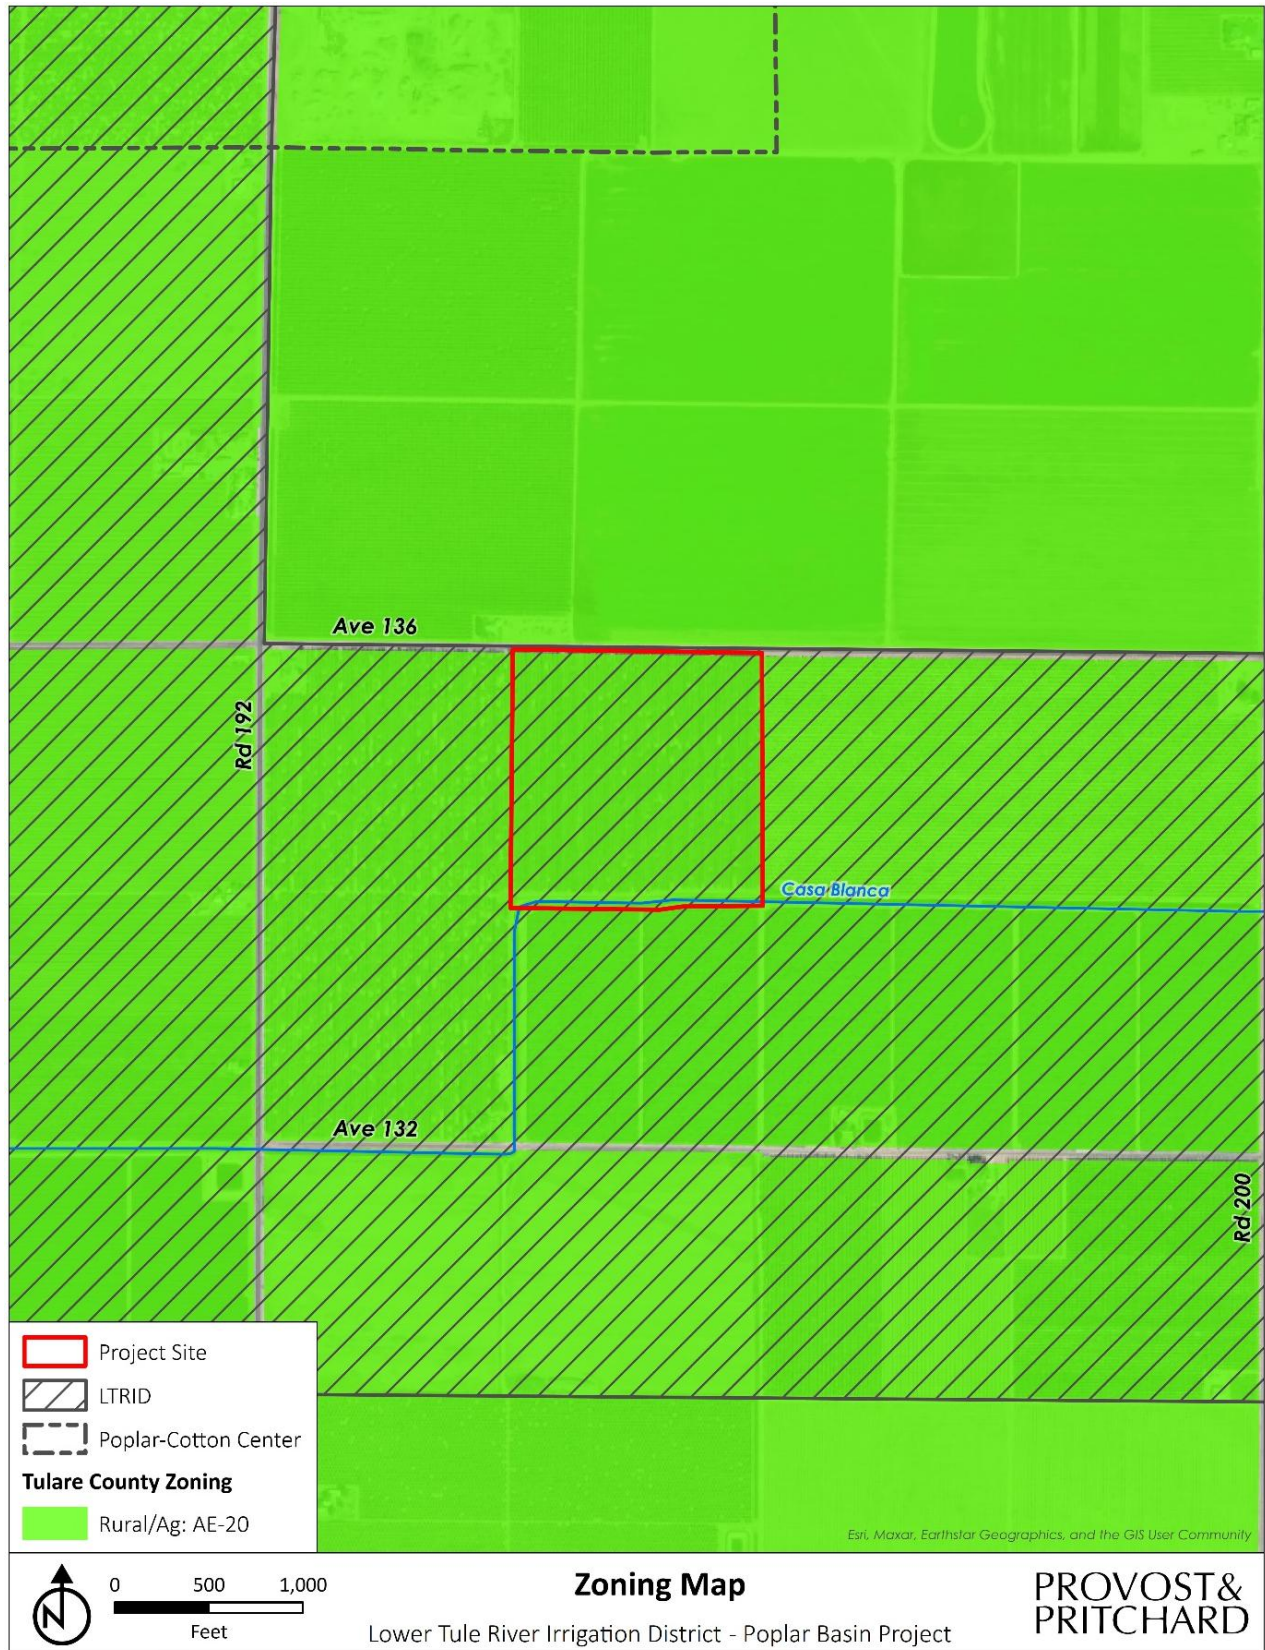 Ave 136
Rd 192
Casa Blanca
Ave 132
Rd 200
Project Site
LTRID
Poplar-Cotton Center
Tulare County Zoning
Rural/Ag: AE-20
Esri, Maxar, Earthstar Geographics, and the GIS User Community
N
0 500 1,000
Feet
Zoning Map
Lower Tule River Irrigation District - Poplar Basin Project
PROVOST&
PRITCHARD